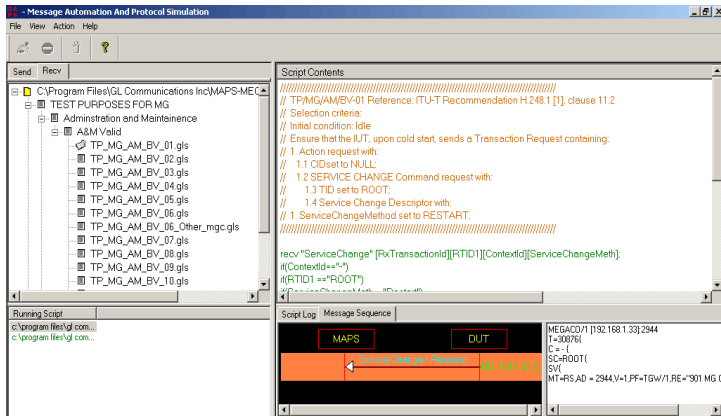 - Message Automation And Protocol Simulation
File View Action Help
Send Recv
C:\Program Files\GL Communications Inc\MAPS-MEC
TEST PURPOSES FOR MG
Adminstration and Maintainence
A&M Valid
TP_MG_AM_BV_01.gls
TP_MG_AM_BV_02.gls
TP_MG_AM_BV_03.gls
TP_MG_AM_BV_04.gls
TP_MG_AM_BV_05.gls
TP_MG_AM_BV_06.gls
TP_MG_AM_BV_06_Other_mgc.gls
TP_MG_AM_BV_07.gls
TP_MG_AM_BV_08.gls
TP_MG_AM_BV_09.gls
TP_MG_AM_BV_10.gls
Script Contents
// TP/MG/AM/BV-01 Reference: ITU-T Recommendation H.248.1 [1], clause 11.2
// Selection criteria:
// Initial condition: Idle
// Ensure that the IUT, upon cold start, sends a Transaction Request containing:
// 1. Action request with:
// 1.1 CIDset to NULL;
// 1.2 SERVICE CHANGE Command request with:
// 1.3 TID set to ROOT;
// 1.4 Service Change Descriptor with:
// 1. ServiceChangeMethod set to RESTART.
recv "ServiceChange" [RxTransactionId][RTID1][ContextId][ServiceChangeMeth];
if(ContextId=="-")
if(RTID1 =="ROOT")
Running Script
c:\program files\gl com...
c:\program files\gl com...
Script Log Message Sequence
MAPS DUT
MEGACO/1 [192.168.1.33]:2944
T=30876{
C = - {
SC=ROOT{
SV{
MT=RS,AD = 2944,V=1,PF=TGW/1,RE="901 MG C